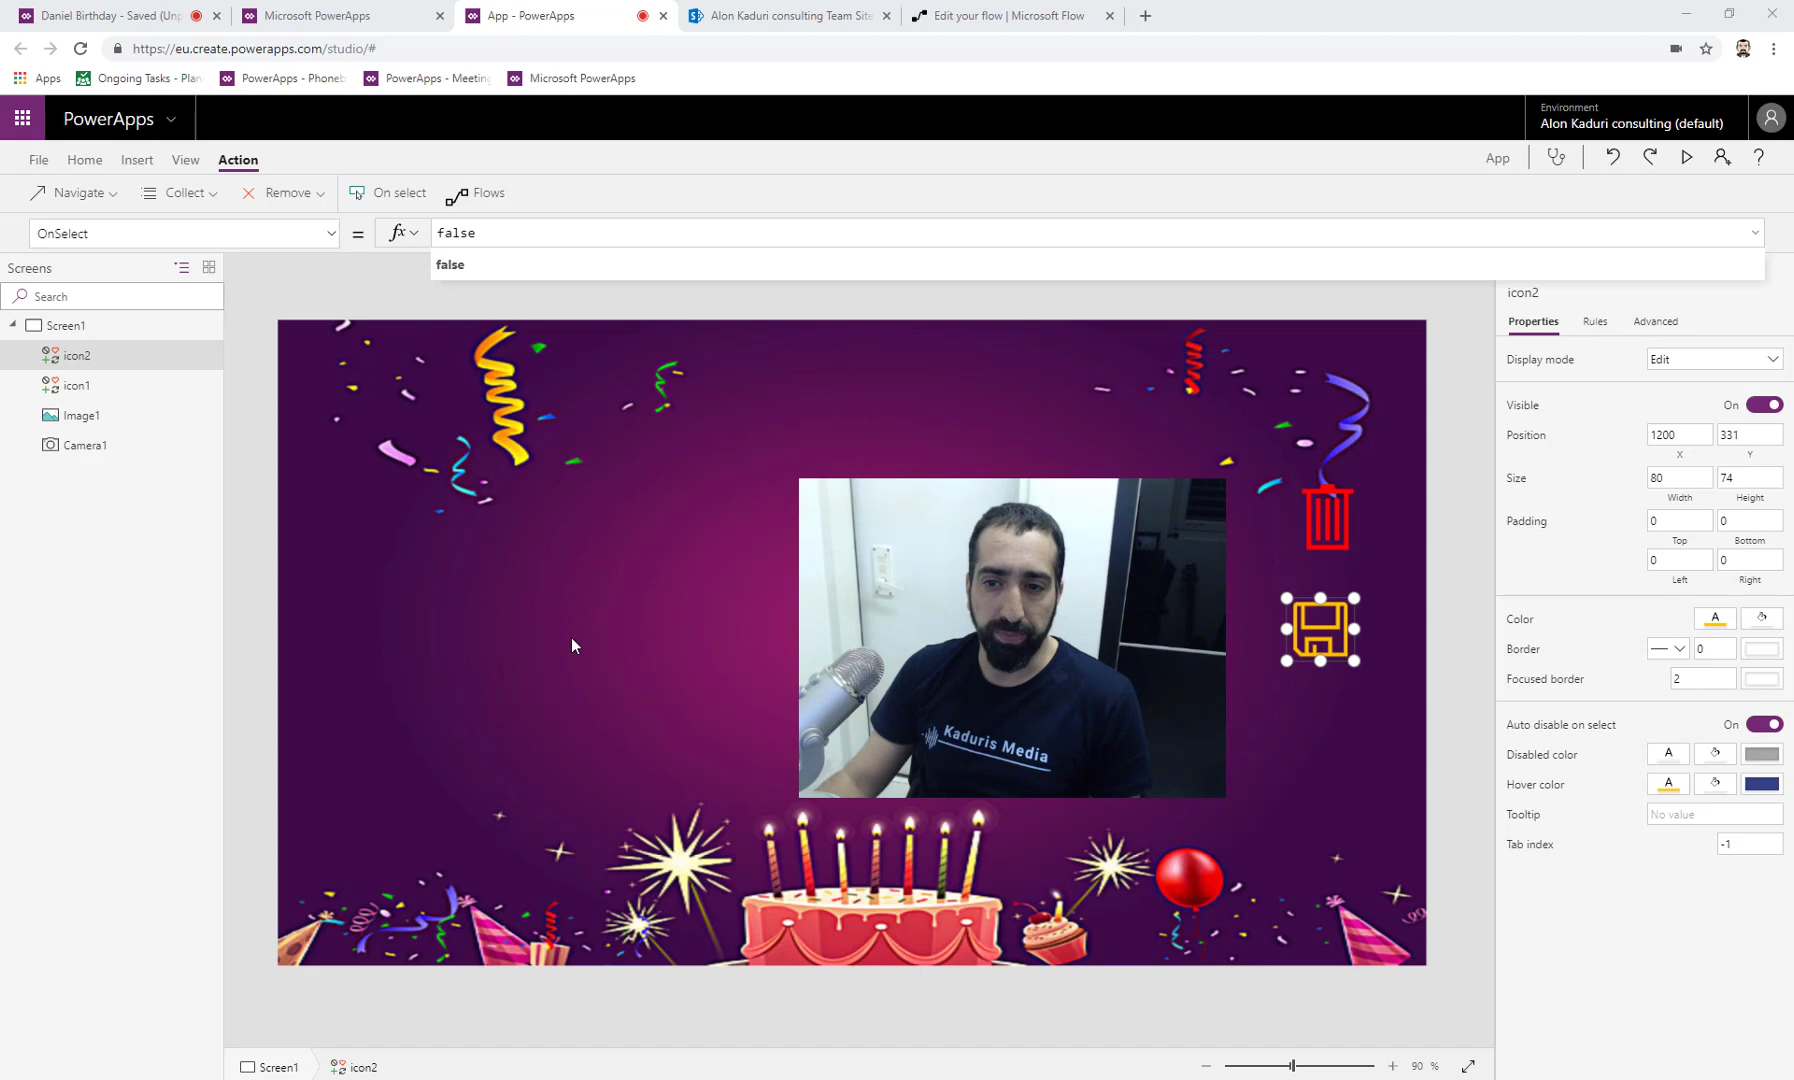 Daniel Birthday - Saved (Unp
Microsoft PowerApps
App - PowerApps
Alon Kaduri consulting Team Site
Edit your flow | Microsoft Flow
https://eu.create.powerapps.com/studio/#
Apps
Ongoing Tasks - Plan
PowerApps - Phoneb
PowerApps - Meetin
Microsoft PowerApps
PowerApps
Environment
Alon Kaduri consulting (default)
File Home Insert View Action
App
Navigate Collect Remove On select Flows
OnSelect = fx false
false
Screens
Search
Screen1
icon2
icon1
Image1
Camera1
Kaduris Media
icon2
Properties Rules Advanced
Display mode Edit
Visible On
Position 1200 331
X Y
Size 80 74
Width Height
Padding 0 0
Top Bottom
0 0
Left Right
Color A
Border 0
Focused border 2
Auto disable on select On
Disabled color A
Hover color A
Tooltip No value
Tab index -1
Screen1 icon2
90 %